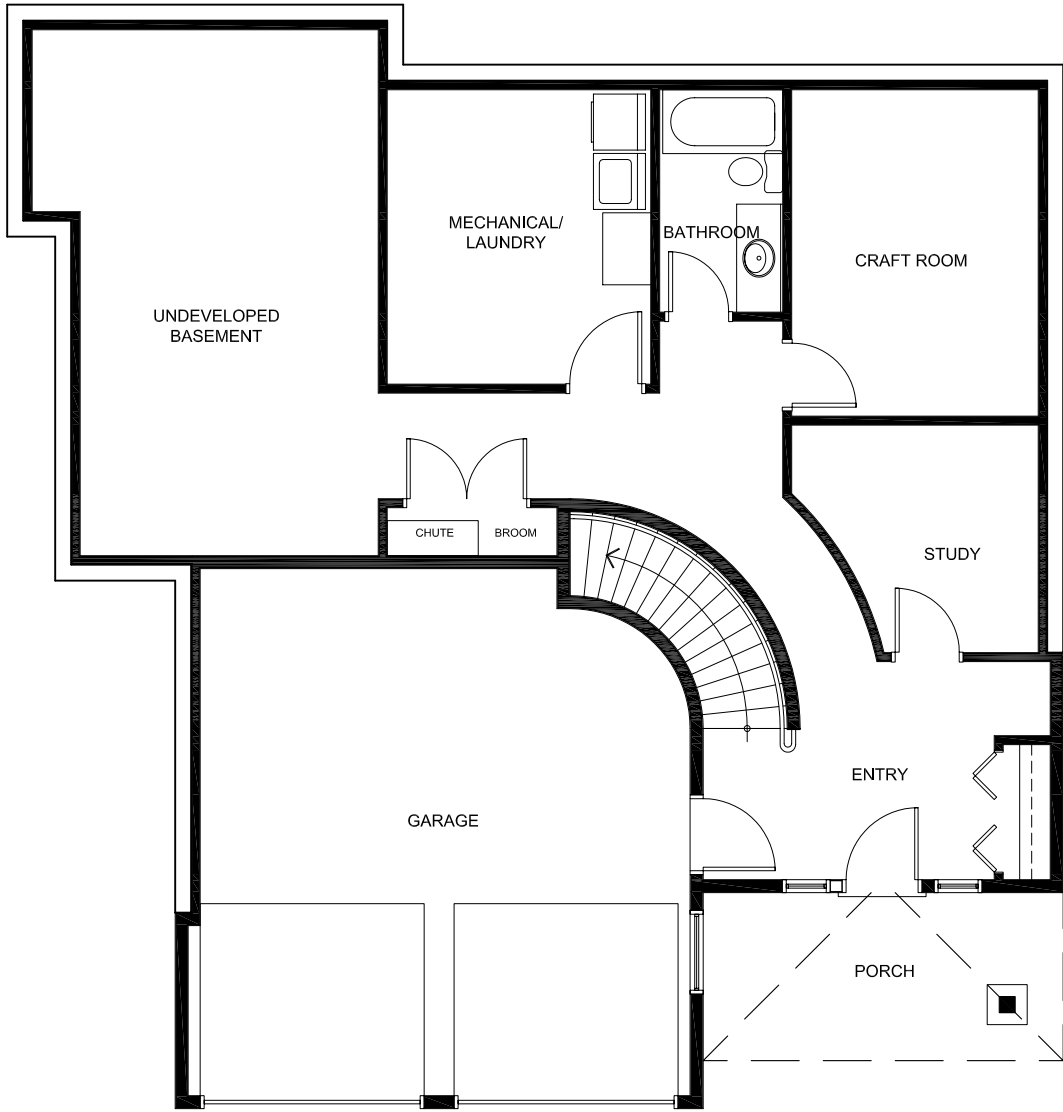 MECHANICAL/
LAUNDRY
BATHROOM
CRAFT ROOM
UNDEVELOPED
BASEMENT
CHUTE
BROOM
STUDY
ENTRY
GARAGE
PORCH